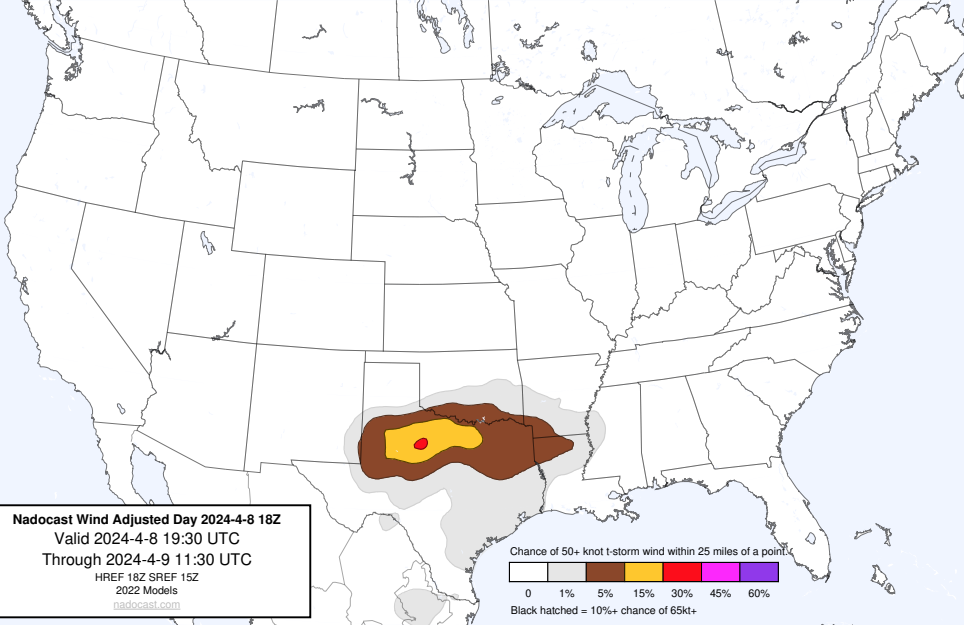 Nadocast Wind Adjusted Day 2024-4-8 18Z
Valid 2024-4-8 19:30 UTC
Through 2024-4-9 11:30 UTC
HREF 18Z SREF 15Z
2022 Models
nadocast.com
Chance of 50+ knot t-storm wind within 25 miles of a point.
0 1% 5% 15% 30% 45% 60%
Black hatched = 10%+ chance of 65kt+